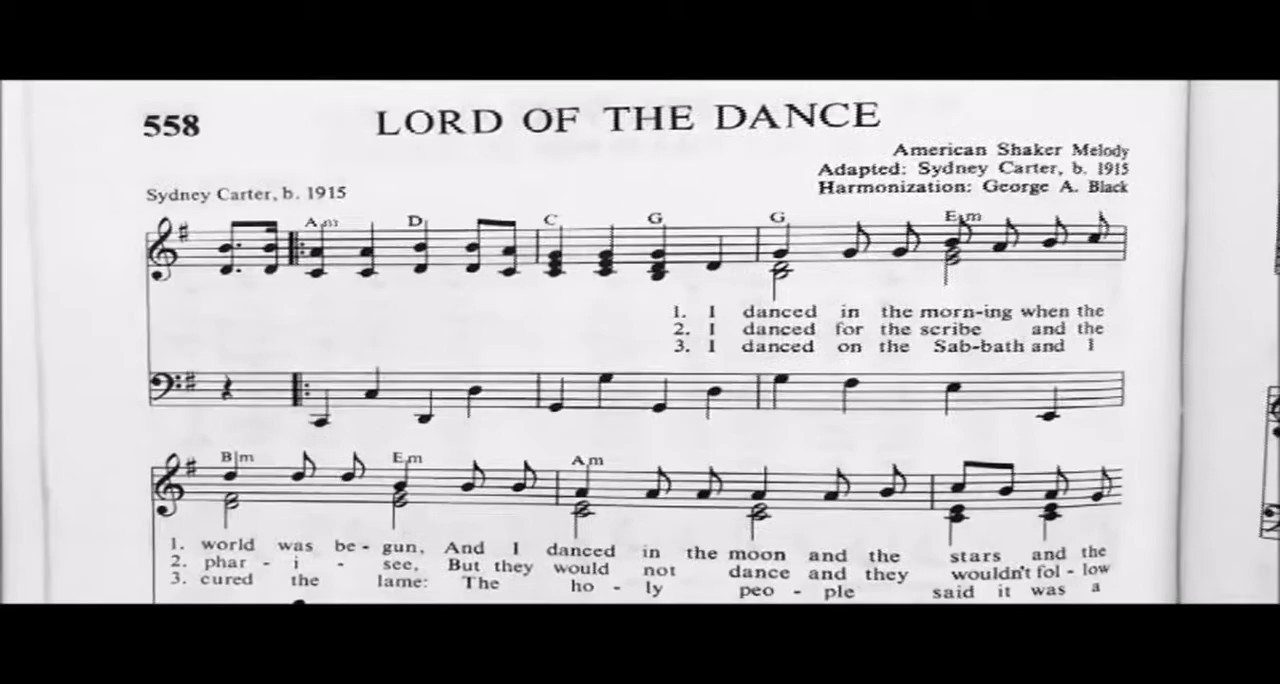 558 LORD OF THE DANCE
American Shaker Melody
Adapted: Sydney Carter, b. 1915
Sydney Carter, b. 1915
Harmonization: George A. Black
Am D C G G Em
1. I danced in the morn-ing when the
2. I danced for the scribe and the
3. I danced on the Sab-bath and I
Bm Em Am
1. world was be - gun, And I danced in the moon and the stars and the
2. phar - i - see, But they would not dance and they wouldn't fol - low
3. cured the lame: The ho - ly peo - ple said it was a